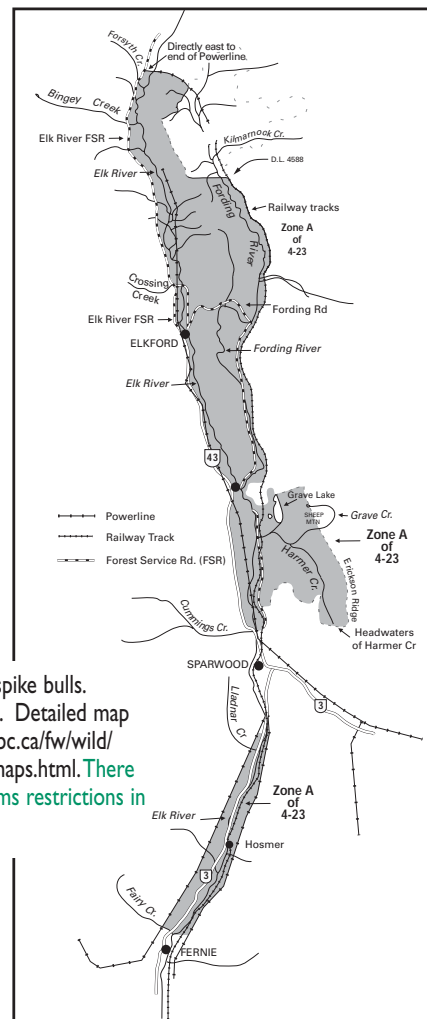 Forsyth Cr.
Directly east to
end of Powerline.
Bingey Creek
Kilmarnock Cr.
Elk River FSR
D.L. 4588
Elk River
Fording
River
Railway tracks
Zone A
of
4-23
Crossing
Creek
Fording Rd
Elk River FSR
ELKFORD
Fording River
Elk River
43
Grave Lake
SHEEP
MTN
Grave Cr.
Powerline
Railway Track
Forest Service Rd. (FSR)
Zone A
of
4-23
Harmer Cr.
Erickson Ridge
Cummings Cr.
Headwaters
of Harmer Cr
SPARWOOD
spike bulls.
. Detailed map
bc.ca/fw/wild/
maps.html. There
ms restrictions in
Lladnar Cr
3
Zone A
of
4-23
Elk River
Hosmer
3
Fairy Cr.
FERNIE